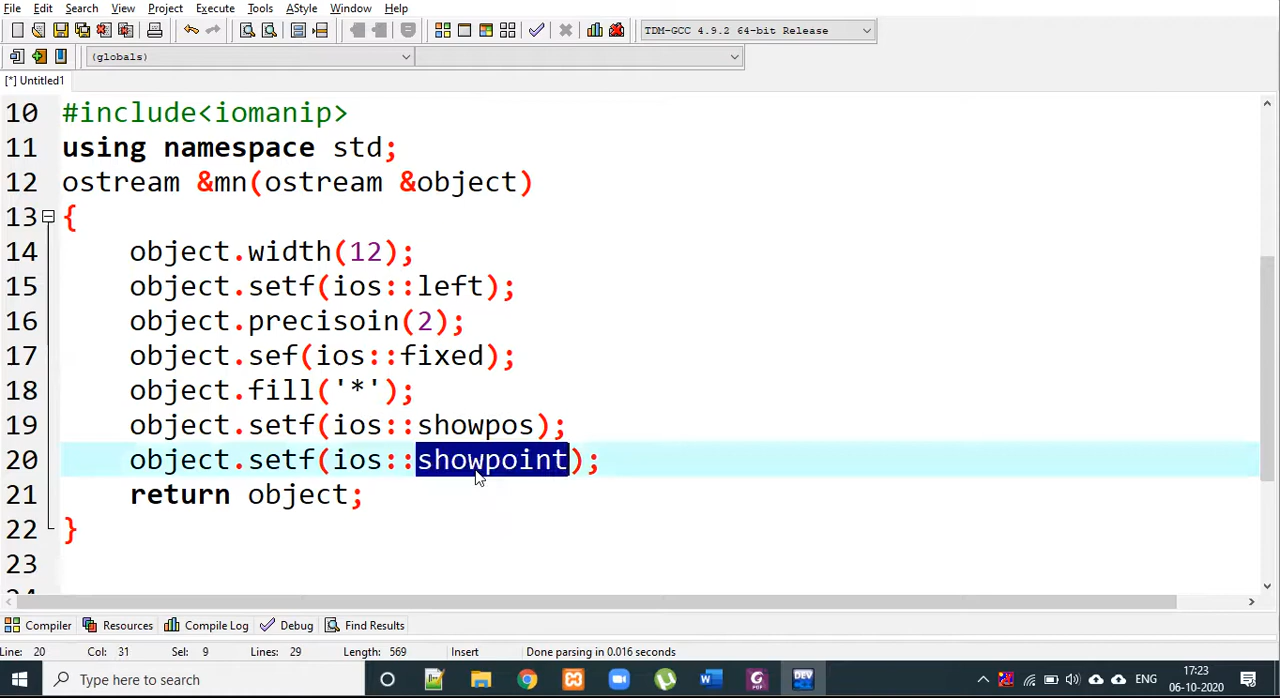 File Edit Search View Project Execute Tools AStyle Window Help
TDM-GCC 4.9.2 64-bit Release
(globals)
[*] Untitled1
10 #include<iomanip>
11 using namespace std;
12 ostream &mn(ostream &object)
13 {
14 object.width(12);
15 object.setf(ios::left);
16 object.precisoin(2);
17 object.sef(ios::fixed);
18 object.fill('*');
19 object.setf(ios::showpos);
20 object.setf(ios::showpoint);
21 return object;
22 }
23
Compiler Resources Compile Log Debug Find Results
Line: 20 Col: 31 Sel: 9 Lines: 29 Length: 569 Insert Done parsing in 0.016 seconds
Type here to search
DEV
ENG
17:23
06-10-2020